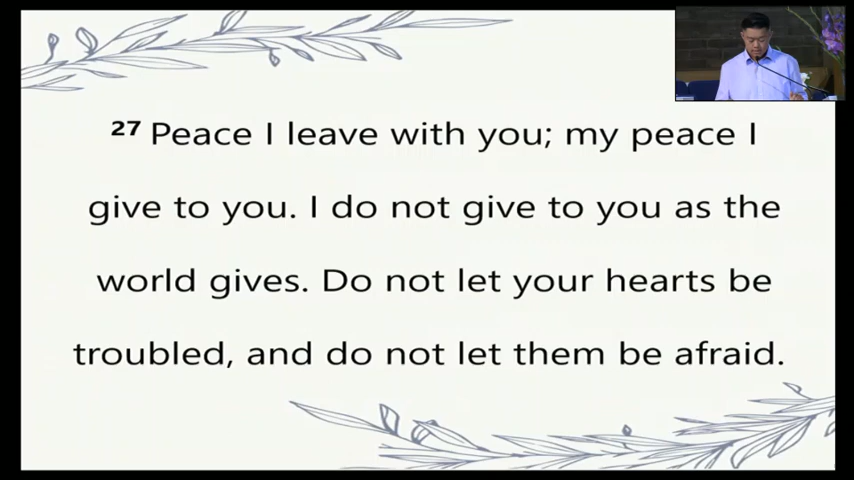 27 Peace I leave with you; my peace I
give to you. I do not give to you as the
world gives. Do not let your hearts be
troubled, and do not let them be afraid.